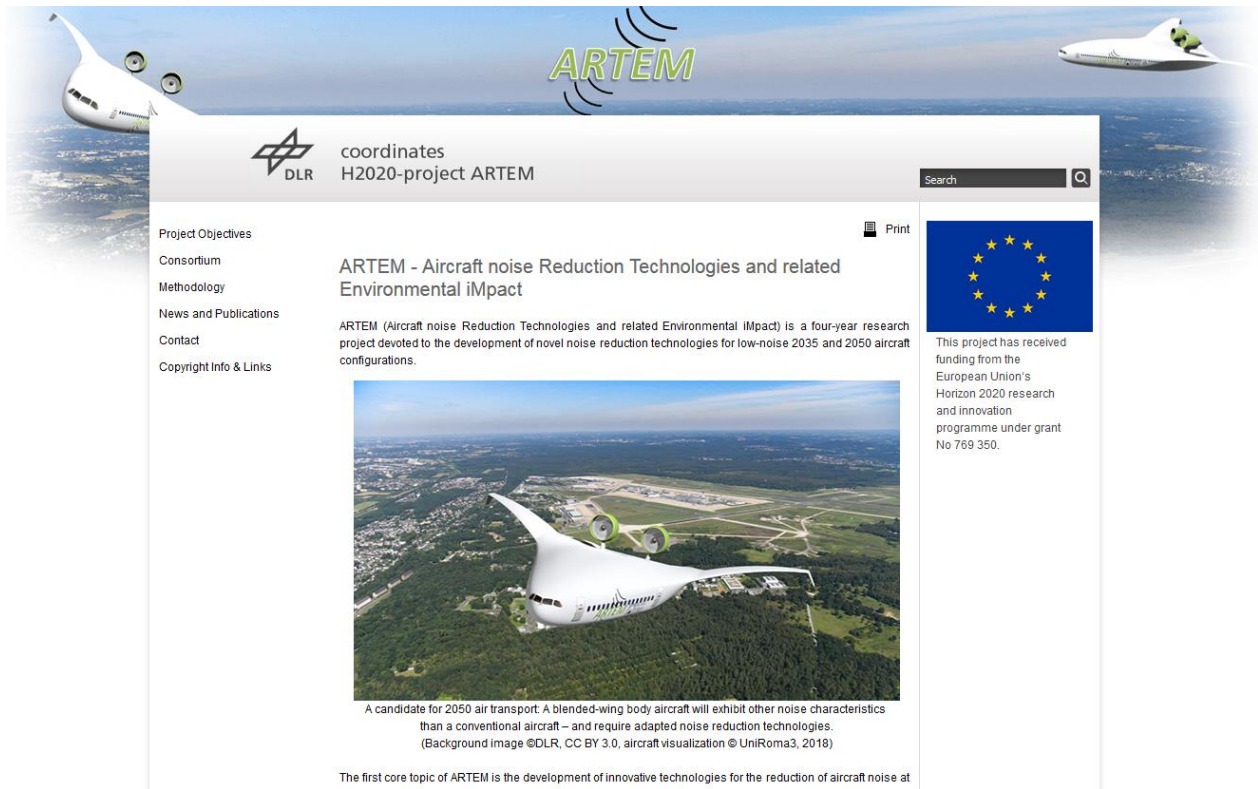 ARTEM
DLR
coordinates
H2020-project ARTEM
Search
Project Objectives
Consortium
Methodology
News and Publications
Contact
Copyright Info & Links
Print
ARTEM - Aircraft noise Reduction Technologies and related
Environmental iMpact
ARTEM (Aircraft noise Reduction Technologies and related Environmental iMpact) is a four-year research
project devoted to the development of novel noise reduction technologies for low-noise 2035 and 2050 aircraft
configurations.
ARTEM
A candidate for 2050 air transport: A blended-wing body aircraft will exhibit other noise characteristics
than a conventional aircraft – and require adapted noise reduction technologies.
(Background image ©DLR, CC BY 3.0, aircraft visualization © UniRoma3, 2018)
The first core topic of ARTEM is the development of innovative technologies for the reduction of aircraft noise at
This project has received
funding from the
European Union's
Horizon 2020 research
and innovation
programme under grant
No 769 350.